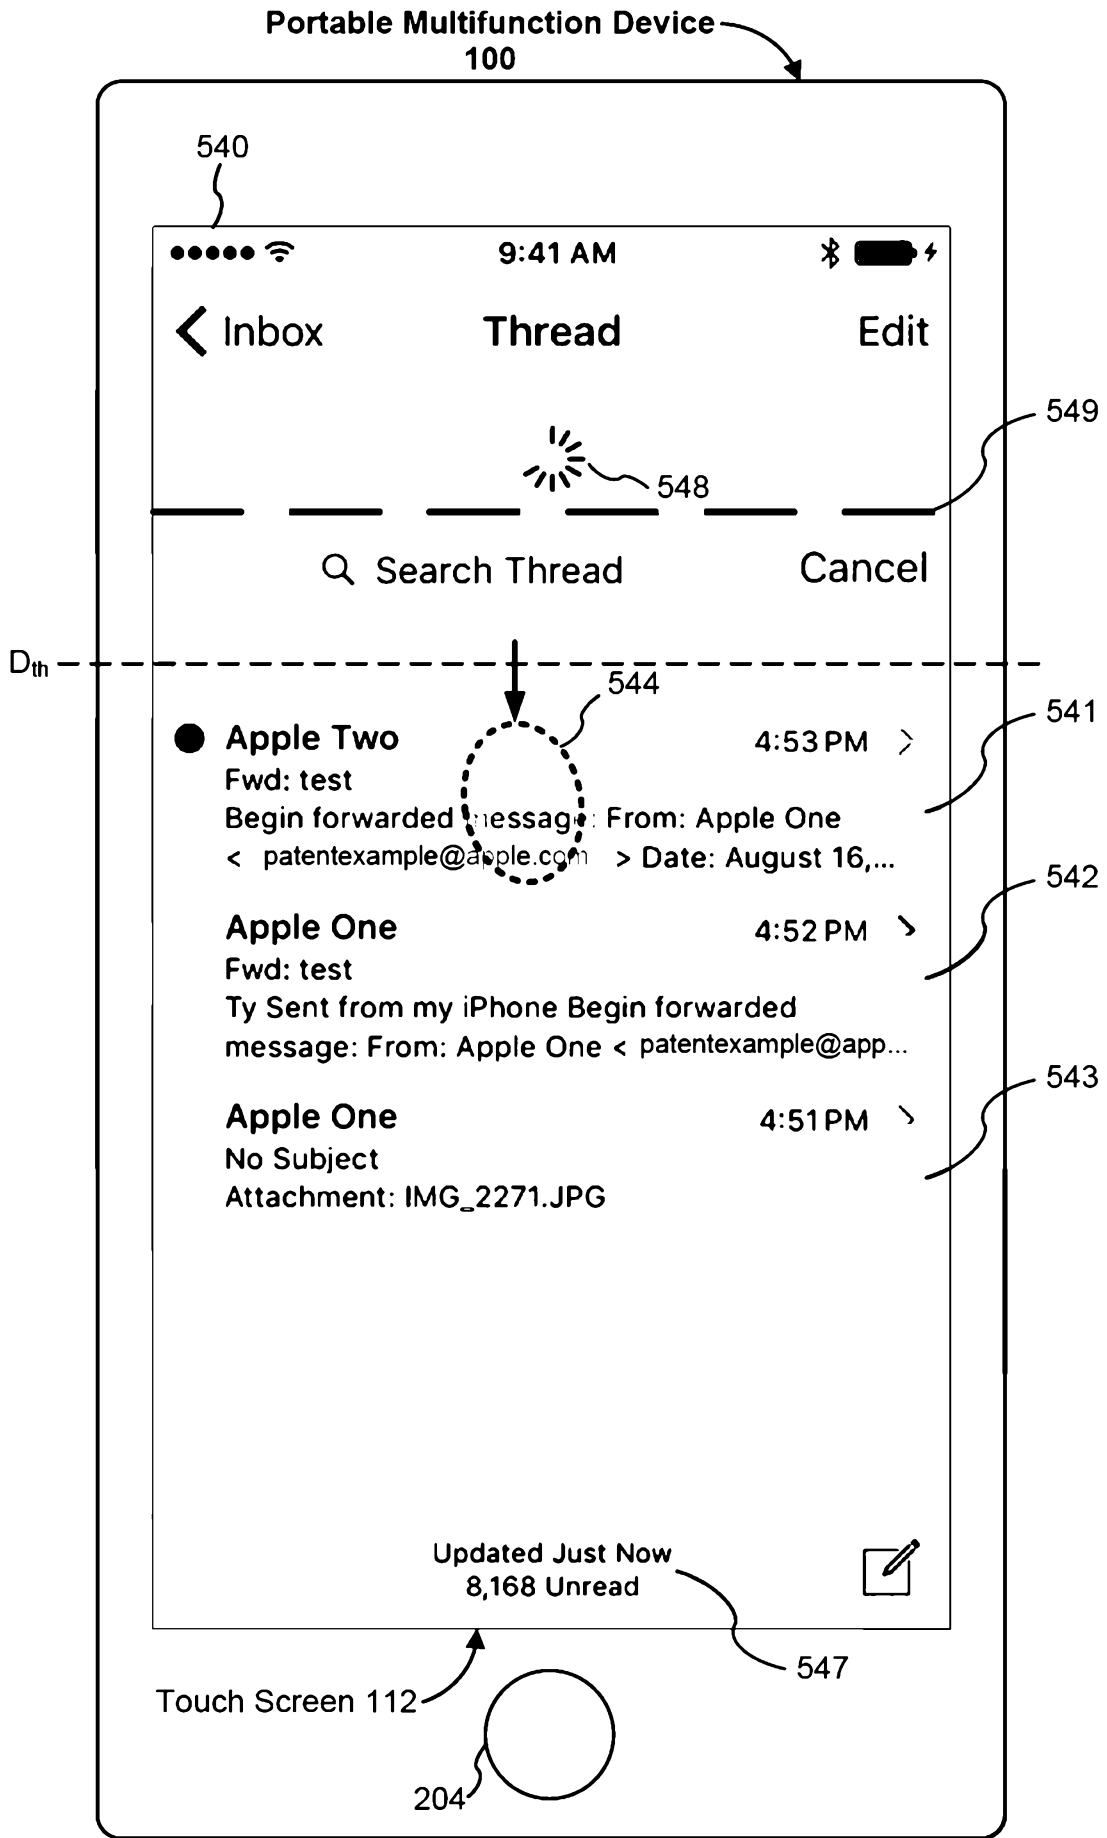 Portable Multifunction Device
100
540
9:41 AM
Inbox Thread Edit
549
548
Search Thread Cancel
Dth
544
541
Apple Two 4:53 PM
Fwd: test
Begin forwarded message: From: Apple One
< patentexample@apple.com > Date: August 16,...
542
Apple One 4:52 PM
Fwd: test
Ty Sent from my iPhone Begin forwarded
message: From: Apple One < patentexample@app...
543
Apple One 4:51 PM
No Subject
Attachment: IMG_2271.JPG
Updated Just Now
8,168 Unread
547
Touch Screen 112
204